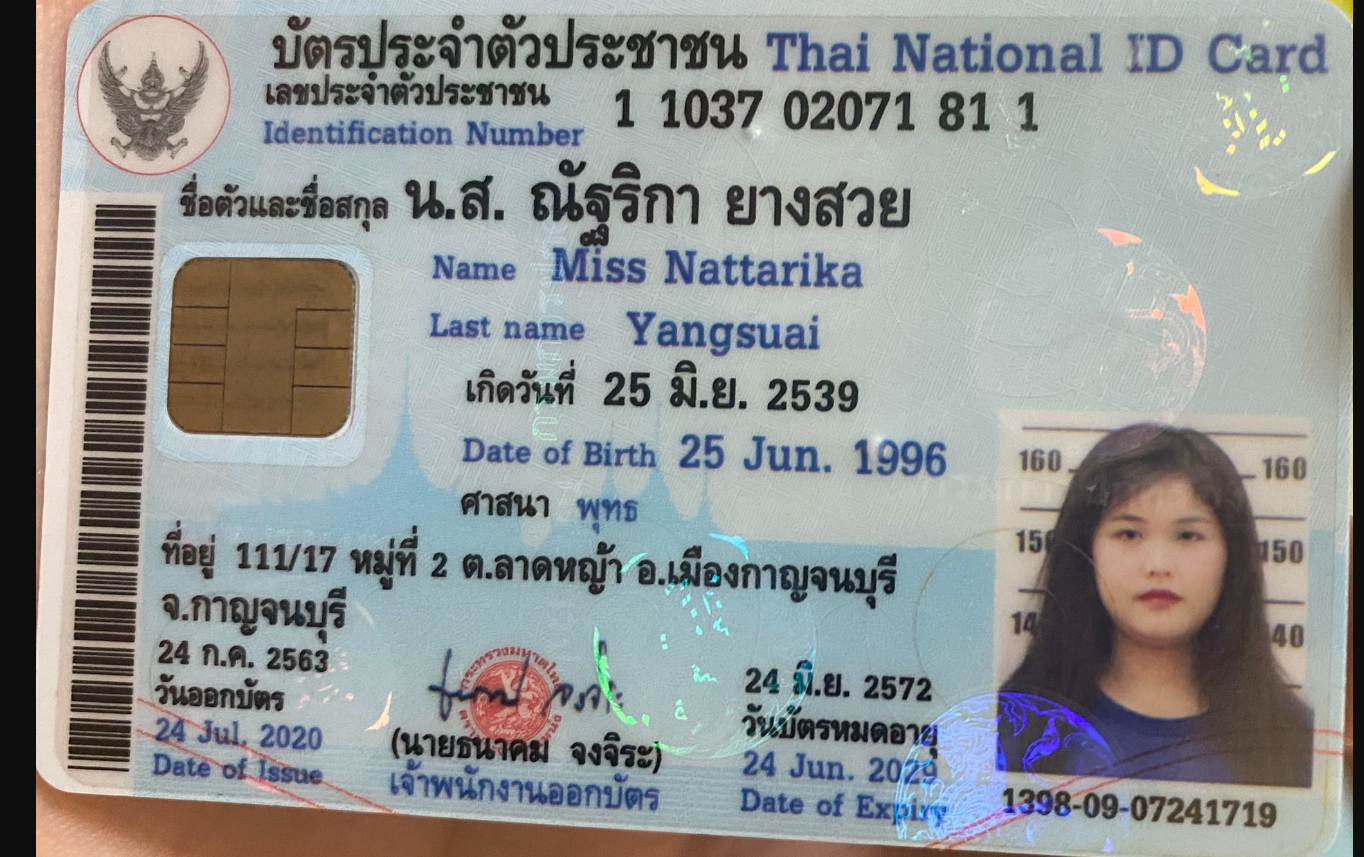 บัตรประจำตัวประชาชน Thai National ID Card
เลขประจำตัวประชาชน
Identification Number
1 1037 02071 81 1
ชื่อตัวและชื่อสกุล น.ส. ณัฐริกา ยางสวย
Name Miss Nattarika
Last name Yangsuai
เกิดวันที่ 25 มิ.ย. 2539
Date of Birth 25 Jun. 1996
ศาสนา พุทธ
ที่อยู่ 111/17 หมู่ที่ 2 ต.ลาดหญ้า อ.เมืองกาญจนบุรี
จ.กาญจนบุรี
24 ก.ค. 2563
วันออกบัตร
24 Jul. 2020
Date of Issue
(นายธนาคม จงจิระ)
เจ้าพนักงานออกบัตร
24 มิ.ย. 2572
วันบัตรหมดอายุ
24 Jun. 2029
Date of Expiry
160 160
150 150
140 140
1398-09-07241719